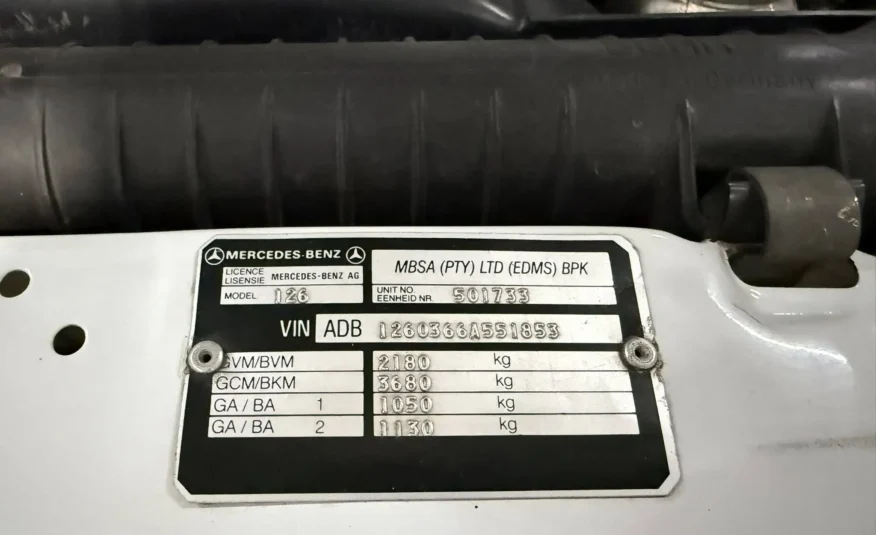 MERCEDES-BENZ
LICENCE
LISENSIE MERCEDES-BENZ AG
MODEL 126
MBSA (PTY) LTD (EDMS) BPK
UNIT NO.
EENHEID NR. 501733
VIN ADB 1260366A551853
GVM/BVM 2180 kg
GCM/BKM 3680 kg
GA / BA 1 1050 kg
GA / BA 2 1130 kg